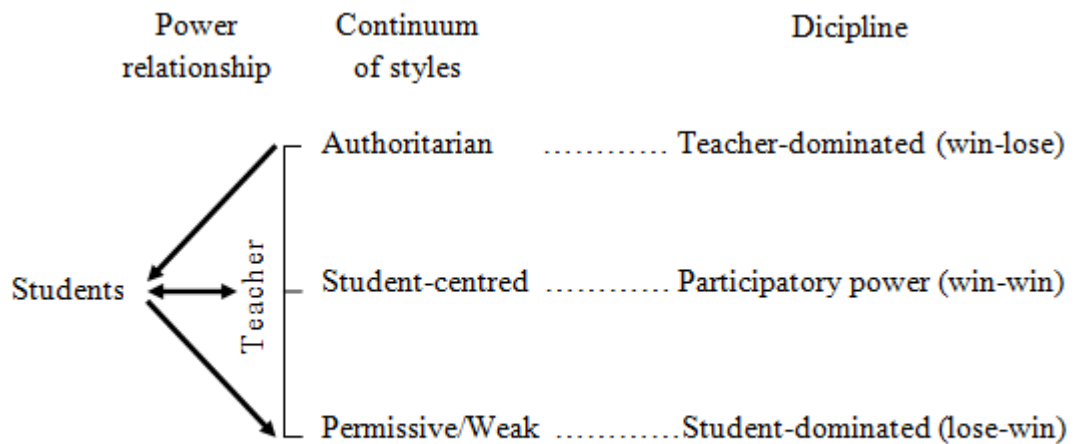 Power relationship
Continuum of styles
Dicipline
Authoritarian ………… Teacher-dominated (win-lose)
Students
Teacher
Student-centred ………… Participatory power (win-win)
Permissive/Weak ………… Student-dominated (lose-win)